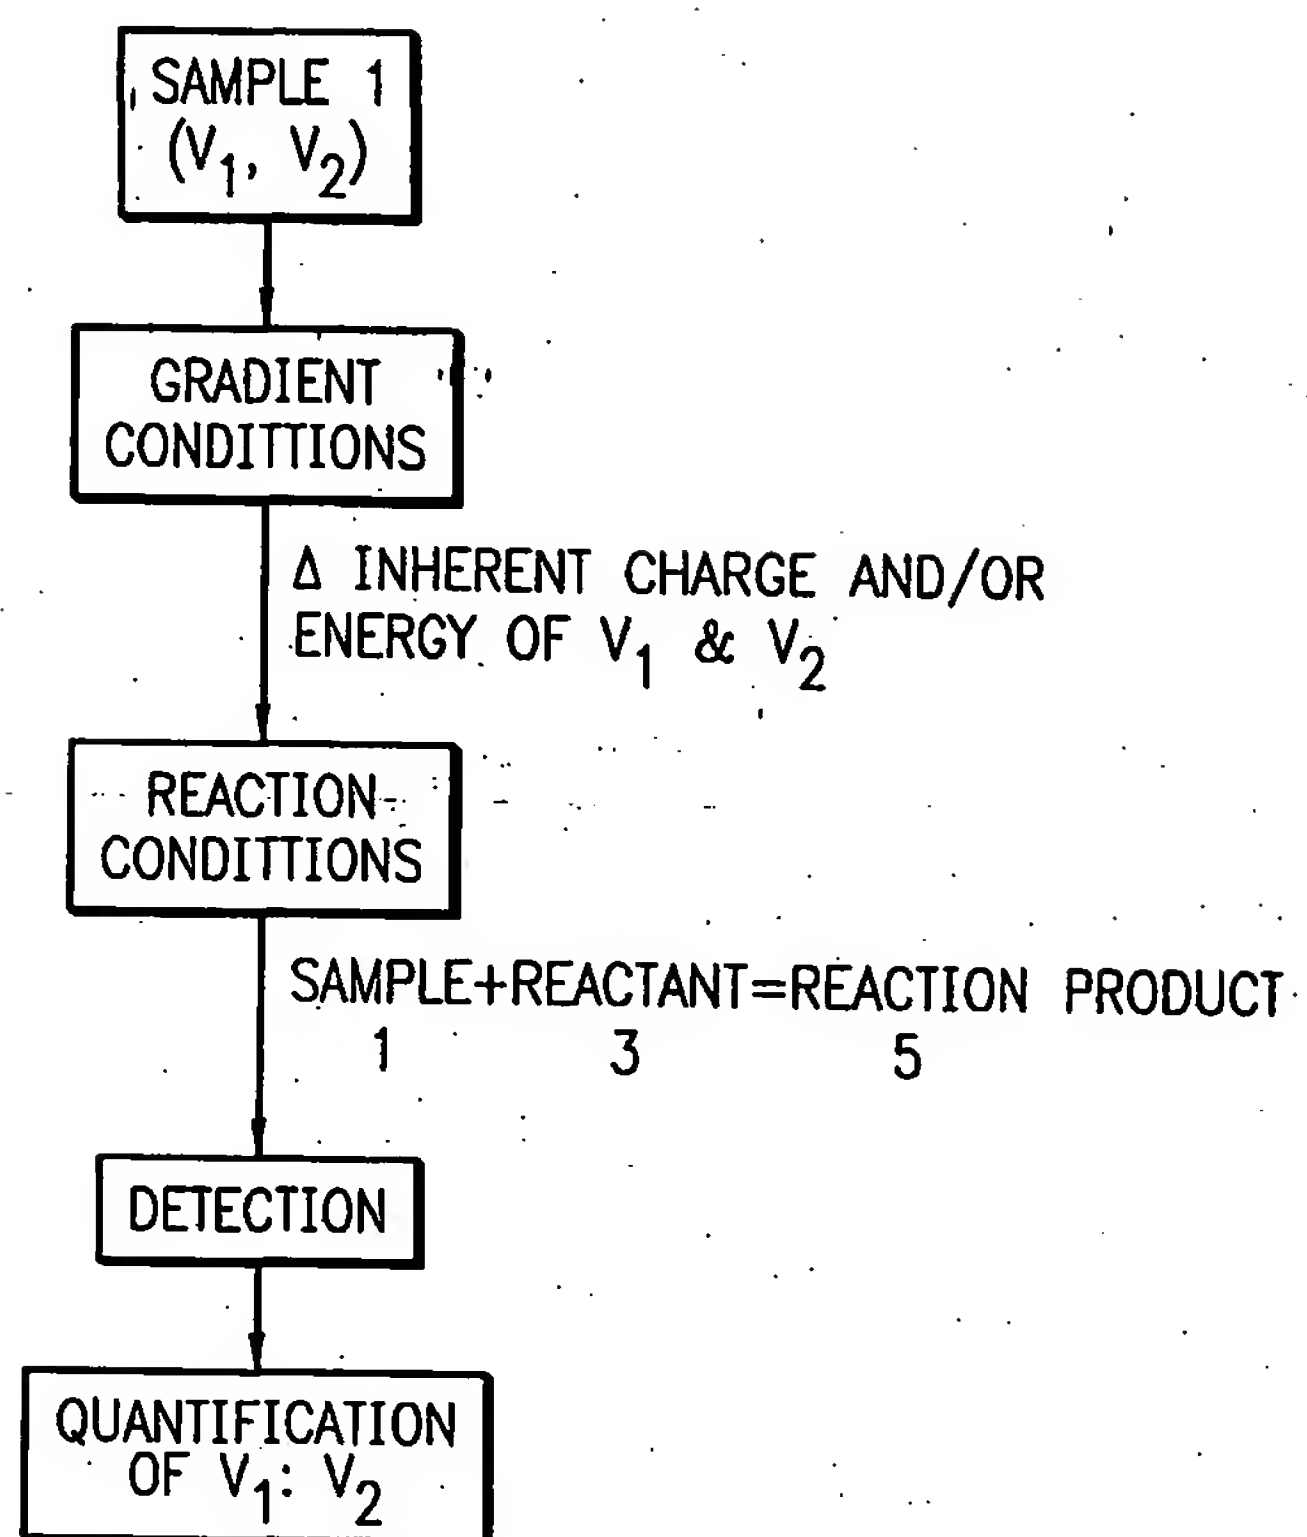 SAMPLE 1
(V₁, V₂)
GRADIENT
CONDITTIONS
Δ INHERENT CHARGE AND/OR
ENERGY OF V₁ & V₂
REACTION
CONDITTIONS
SAMPLE+REACTANT=REACTION PRODUCT
1 3 5
DETECTION
QUANTIFICATION
OF V₁: V₂